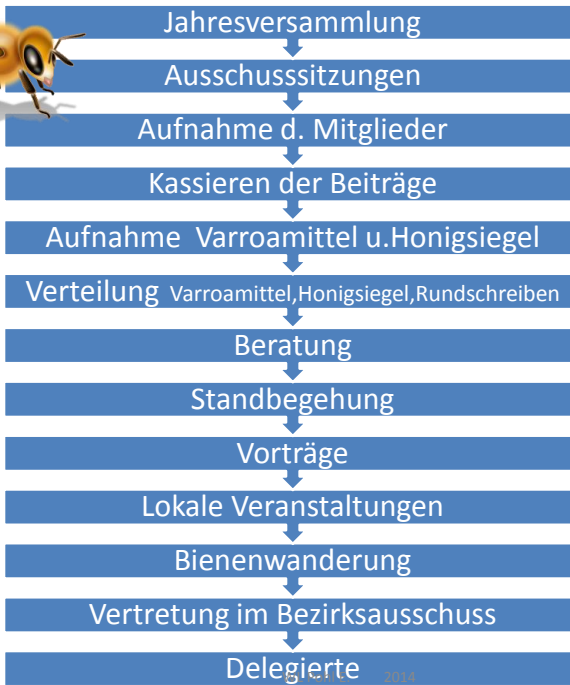 Jahresversammlung
Ausschusssitzungen
Aufnahme d. Mitglieder
Kassieren der Beiträge
Aufnahme Varroamittel u.Honigsiegel
Verteilung Varroamittel,Honigsiegel,Rundschreiben
Beratung
Standbegehung
Vorträge
Lokale Veranstaltungen
Bienenwanderung
Vertretung im Bezirksausschuss
Delegierte
2014